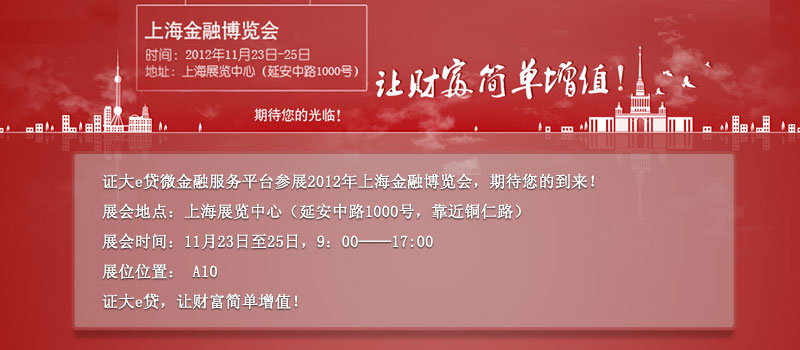 上海金融博览会
时间：2012年11月23日-25日
地址：上海展览中心（延安中路1000号）
让财富简单增值！
期待您的光临！
证大e贷微金融服务平台参展2012年上海金融博览会，期待您的到来！
展会地点：上海展览中心（延安中路1000号，靠近铜仁路）
展会时间：11月23日至25日，9：00——17:00
展位位置： A10
证大e贷，让财富简单增值！